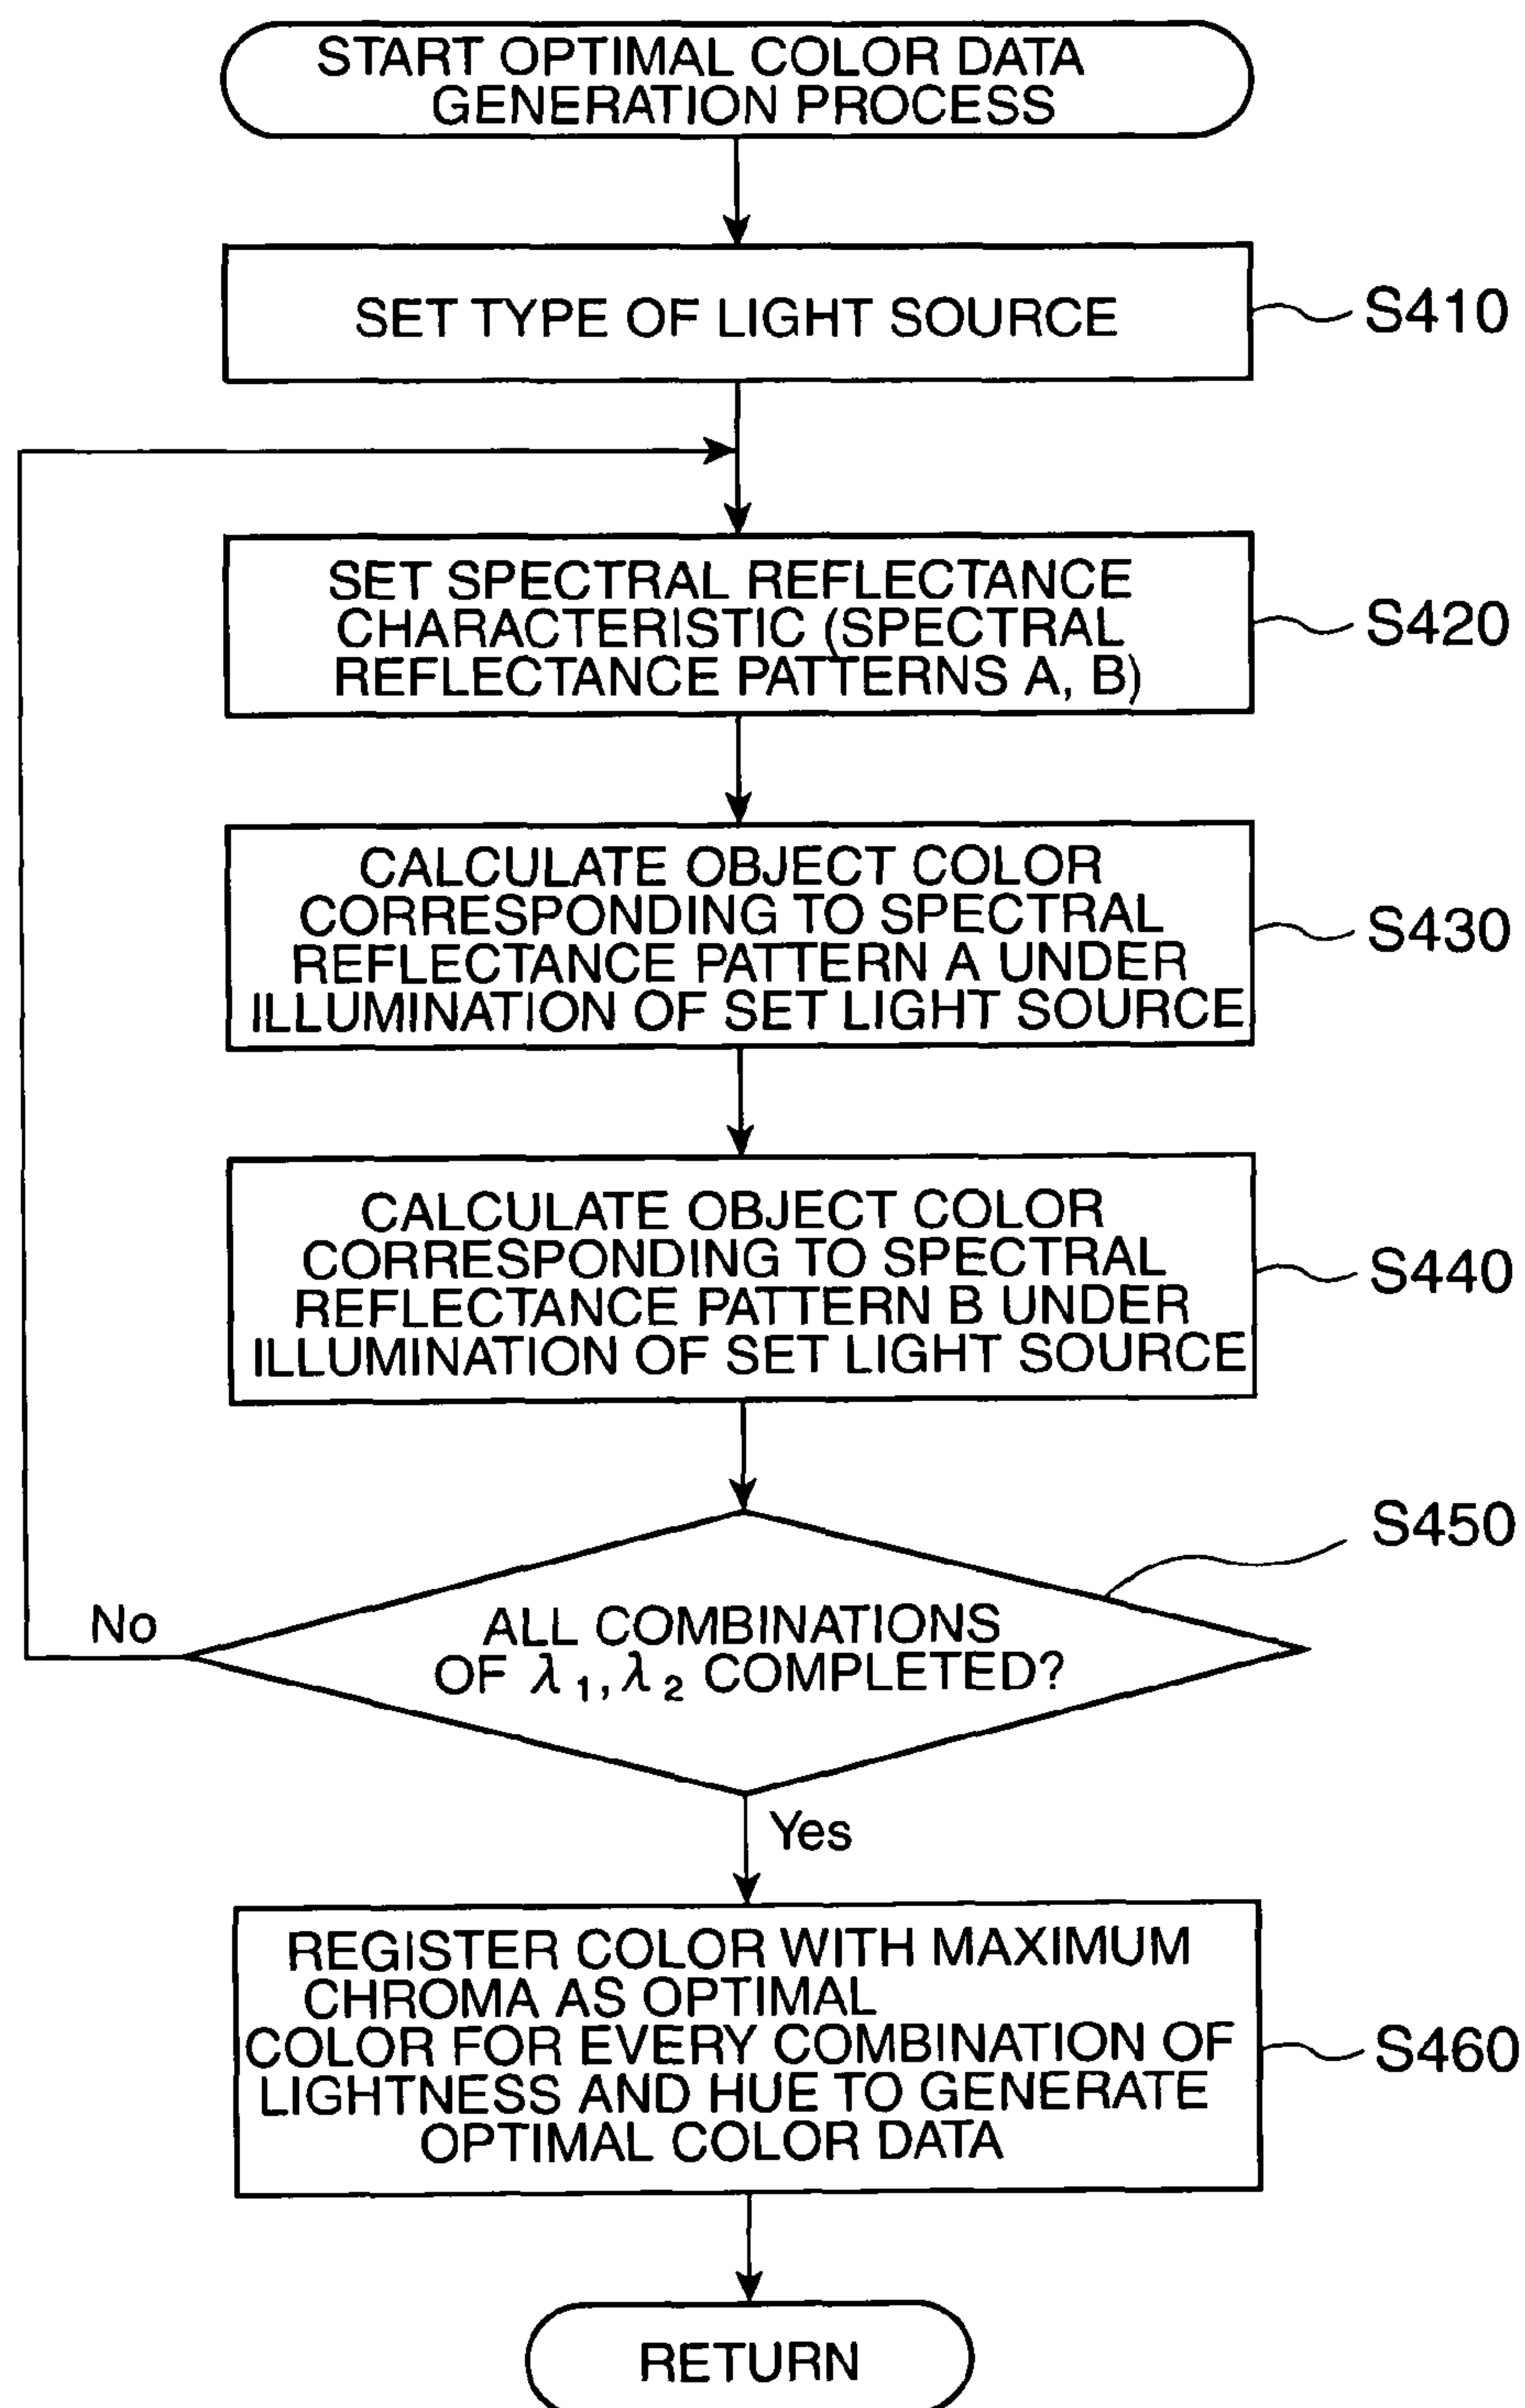 START OPTIMAL COLOR DATA
GENERATION PROCESS
SET TYPE OF LIGHT SOURCE
S410
SET SPECTRAL REFLECTANCE
CHARACTERISTIC (SPECTRAL
REFLECTANCE PATTERNS A, B)
S420
CALCULATE OBJECT COLOR
CORRESPONDING TO SPECTRAL
REFLECTANCE PATTERN A UNDER
ILLUMINATION OF SET LIGHT SOURCE
S430
CALCULATE OBJECT COLOR
CORRESPONDING TO SPECTRAL
REFLECTANCE PATTERN B UNDER
ILLUMINATION OF SET LIGHT SOURCE
S440
S450
No
ALL COMBINATIONS
OF λ1, λ2 COMPLETED?
Yes
REGISTER COLOR WITH MAXIMUM
CHROMA AS OPTIMAL
COLOR FOR EVERY COMBINATION OF
LIGHTNESS AND HUE TO GENERATE
OPTIMAL COLOR DATA
S460
RETURN